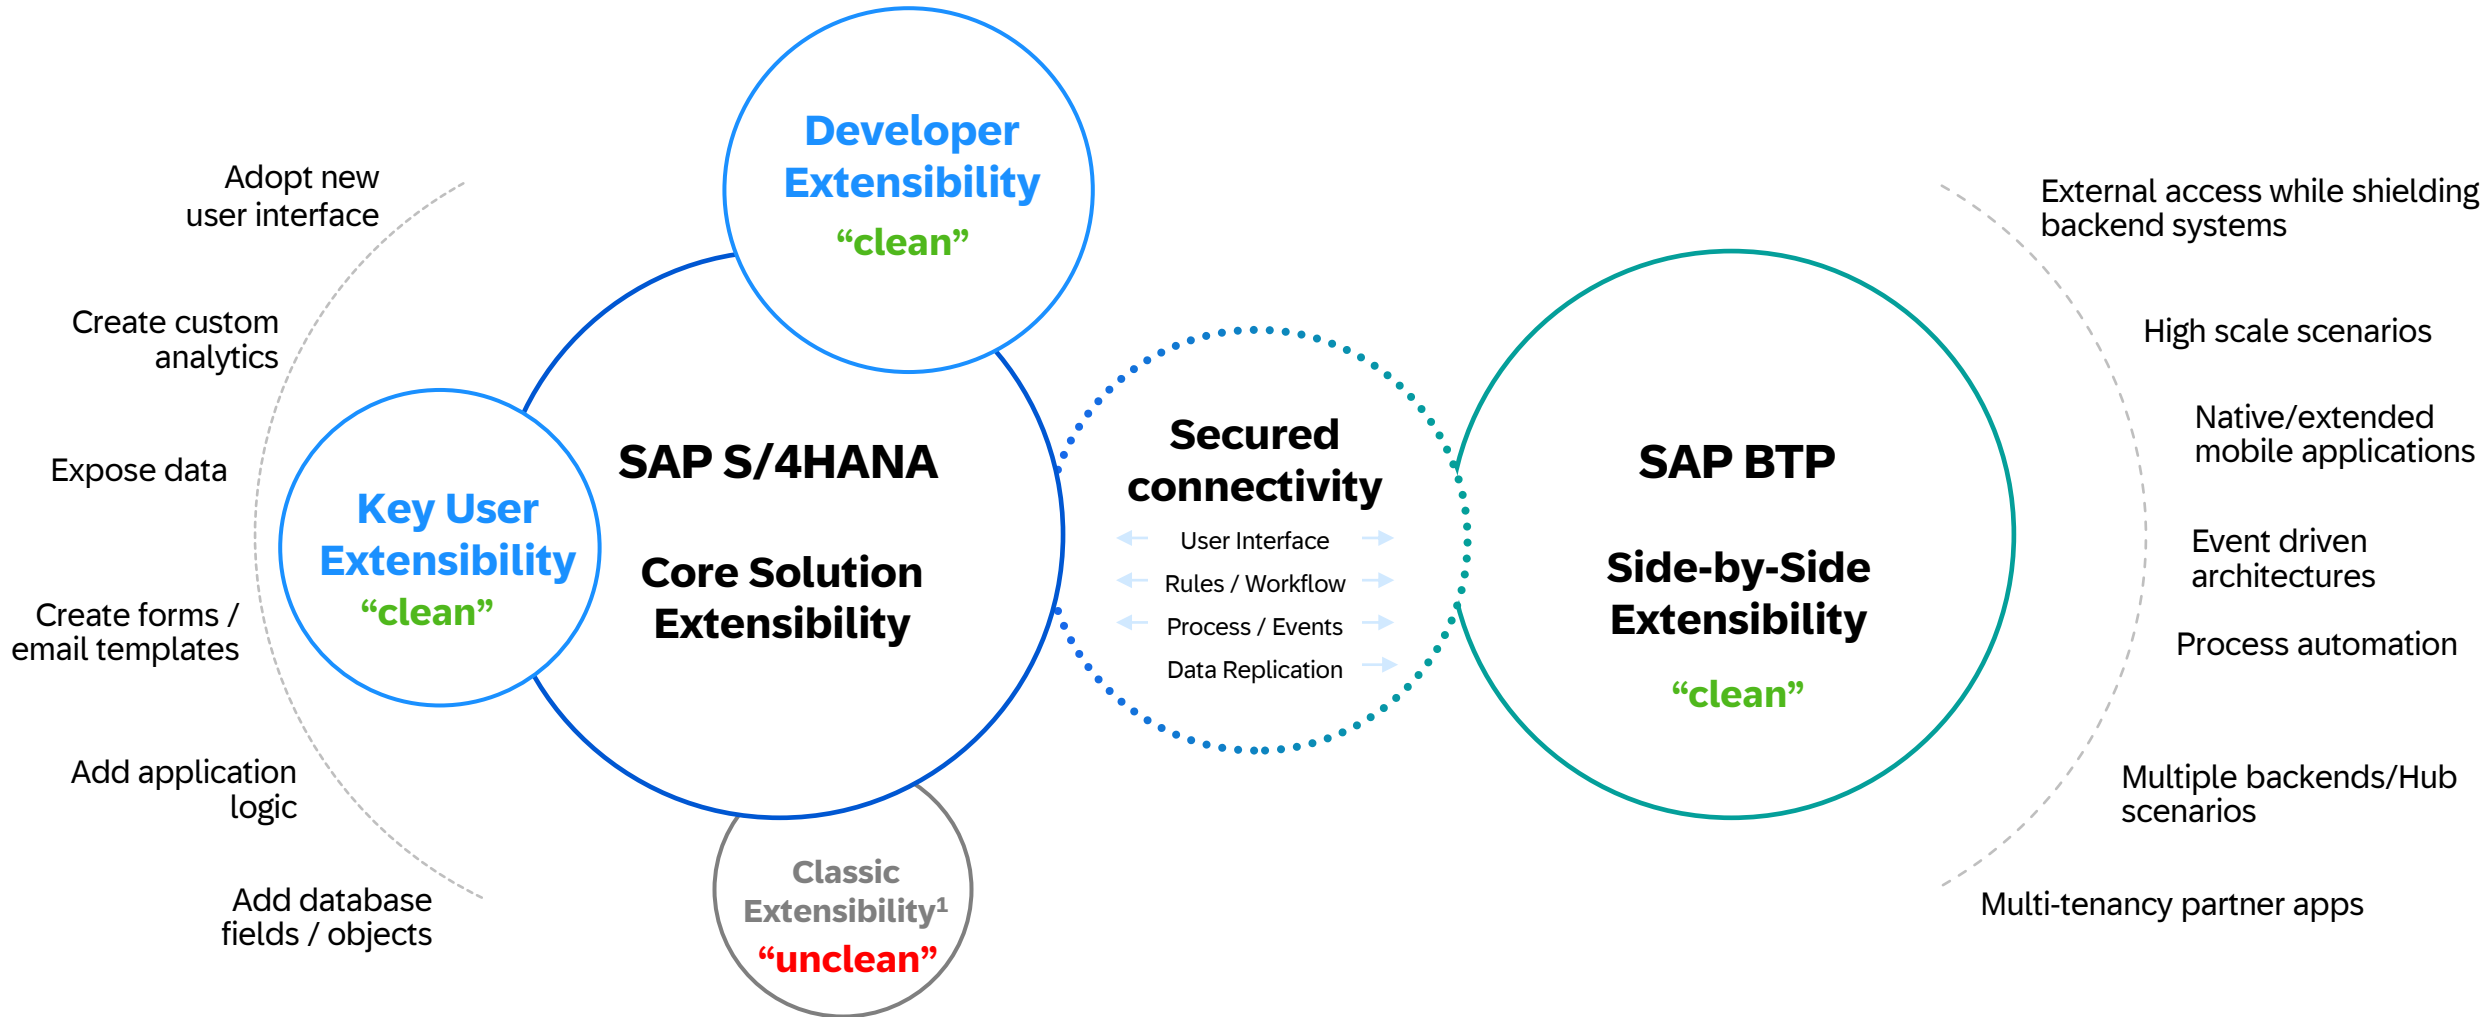 Developer
Extensibility
“clean”
Adopt new
user interface
Create custom
analytics
Expose data
Create forms /
email templates
Add application
logic
Add database
fields / objects
Key User
Extensibility
“clean”
SAP S/4HANA
Core Solution
Extensibility
Classic
Extensibility¹
“unclean”
Secured
connectivity
User Interface
Rules / Workflow
Process / Events
Data Replication
SAP BTP
Side-by-Side
Extensibility
“clean”
External access while shielding
backend systems
High scale scenarios
Native/extended
mobile applications
Event driven
architectures
Process automation
Multiple backends/Hub
scenarios
Multi-tenancy partner apps